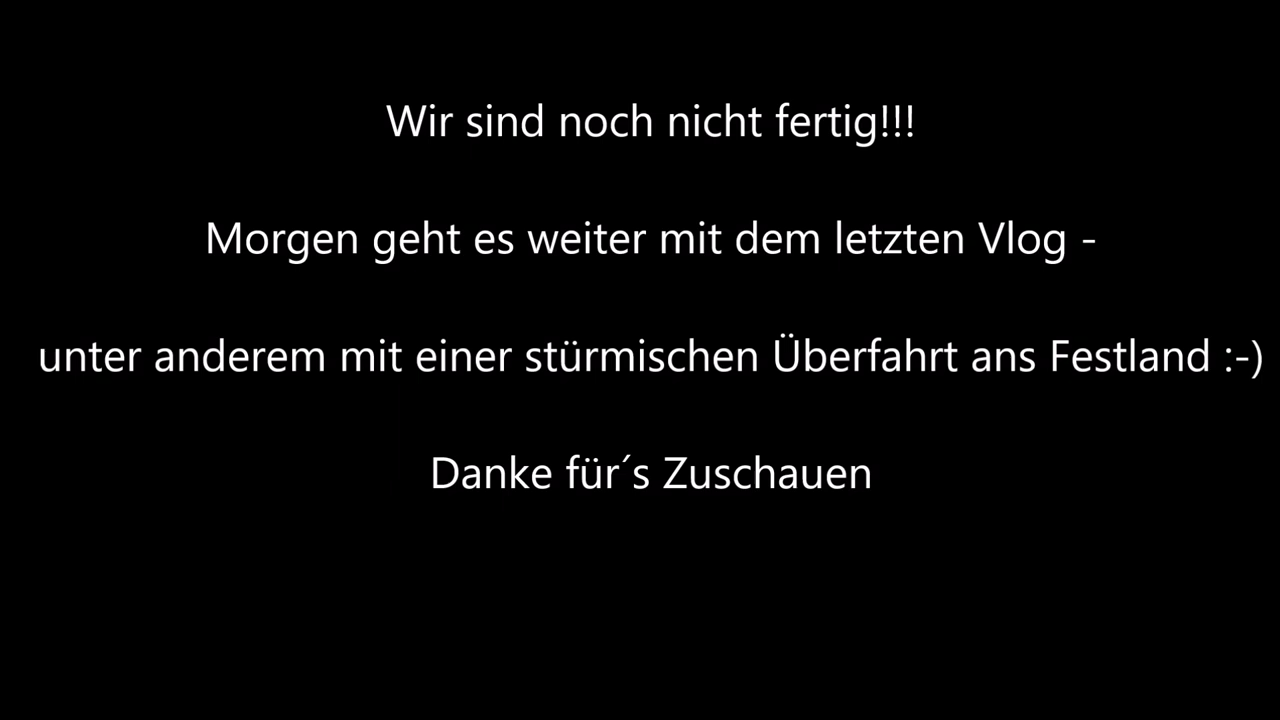 Wir sind noch nicht fertig!!!
Morgen geht es weiter mit dem letzten Vlog -
unter anderem mit einer stürmischen Überfahrt ans Festland :-)
Danke für´s Zuschauen